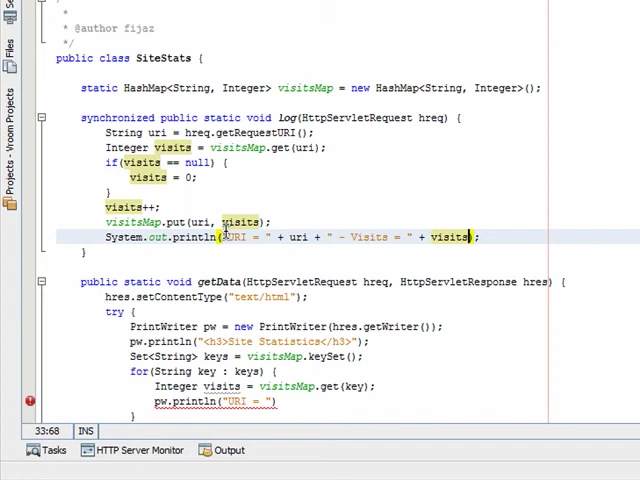 *
* @author fijaz
*/
public class SiteStats {
static HashMap<String, Integer> visitsMap = new HashMap<String, Integer>();
synchronized public static void log(HttpServletRequest hreq) {
String uri = hreq.getRequestURI();
Integer visits = visitsMap.get(uri);
if(visits == null) {
visits = 0;
}
visits++;
visitsMap.put(uri, visits);
System.out.println("URI = " + uri + " - Visits = " + visits);
}
public static void getData(HttpServletRequest hreq, HttpServletResponse hres) {
hres.setContentType("text/html");
try {
PrintWriter pw = new PrintWriter(hres.getWriter());
pw.println("<h3>Site Statistics</h3>");
Set<String> keys = visitsMap.keySet();
for(String key : keys) {
Integer visits = visitsMap.get(key);
pw.println("URI = ")
}
Files
Vroom Projects
Projects
33:68 INS
Tasks HTTP Server Monitor Output